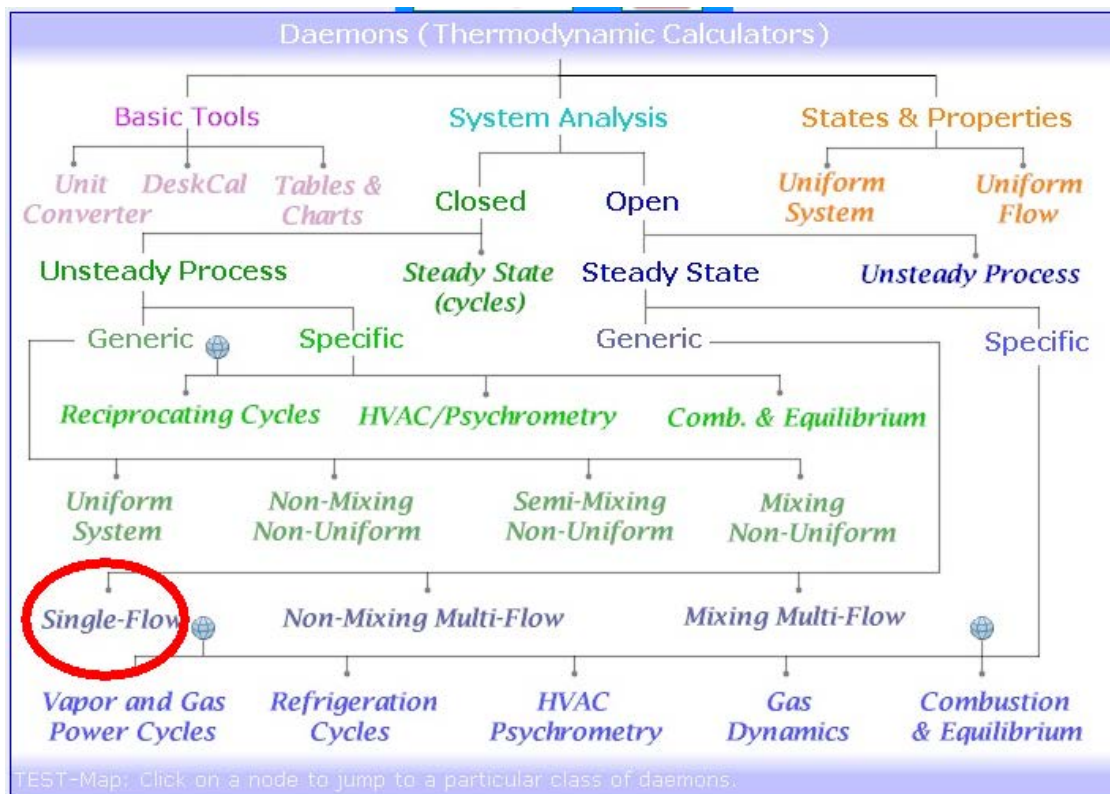 Daemons (Thermodynamic Calculators)
Basic Tools
System Analysis
States & Properties
Unit
Converter
DeskCal
Tables &
Charts
Closed
Open
Uniform
System
Uniform
Flow
Unsteady Process
Steady State
(cycles)
Steady State
Unsteady Process
Generic
Specific
Generic
Specific
Reciprocating Cycles
HVAC/Psychrometry
Comb. & Equilibrium
Uniform
System
Non-Mixing
Non-Uniform
Semi-Mixing
Non-Uniform
Mixing
Non-Uniform
Single-Flow
Non-Mixing Multi-Flow
Mixing Multi-Flow
Vapor and Gas
Power Cycles
Refrigeration
Cycles
HVAC
Psychrometry
Gas
Dynamics
Combustion
& Equilibrium
TEST-Map: Click on a node to jump to a particular class of daemons.